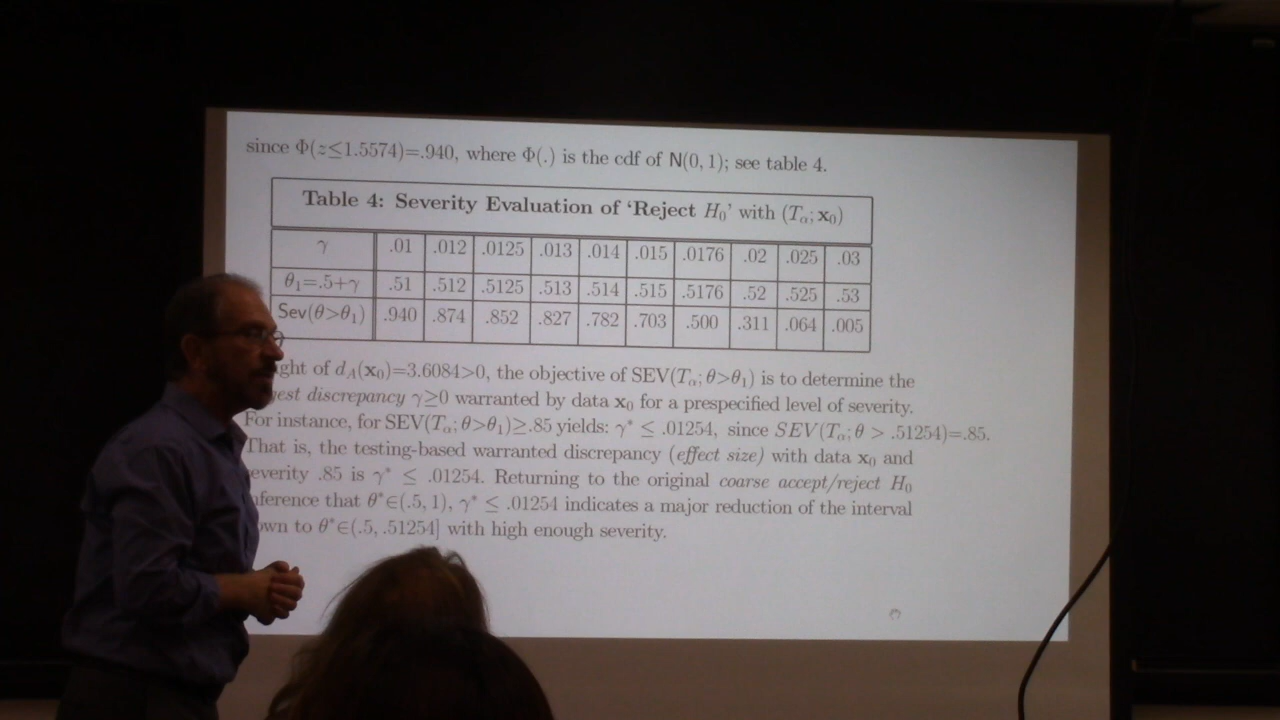 since Φ(z≤1.5574)=.940, where Φ(.) is the cdf of N(0, 1); see table 4.
Table 4: Severity Evaluation of ‘Reject H₀’ with (Tα; x₀)
γ .01 .012 .0125 .013 .014 .015 .0176 .02 .025 .03
θ₁=.5+γ .51 .512 .5125 .513 .514 .515 .5176 .52 .525 .53
Sev(θ>θ₁) .940 .874 .852 .827 .782 .703 .500 .311 .064 .005
ght of d_A(x₀)=3.6084>0, the objective of SEV(Tα; θ>θ₁) is to determine the
est discrepancy γ≥0 warranted by data x₀ for a prespecified level of severity.
For instance, for SEV(Tα; θ>θ₁)≥.85 yields: γ* ≤ .01254, since SEV(Tα; θ > .51254)=.85.
That is, the testing-based warranted discrepancy (effect size) with data x₀ and
everity .85 is γ* ≤ .01254. Returning to the original coarse accept/reject H₀
nference that θ*∈(.5, 1), γ* ≤ .01254 indicates a major reduction of the interval
own to θ*∈(.5, .51254] with high enough severity.